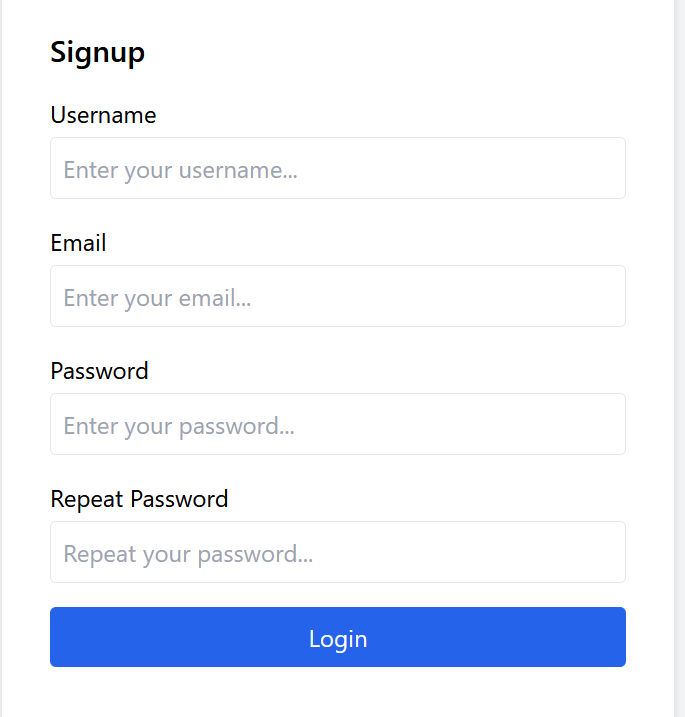 Signup
Username
Enter your username...
Email
Enter your email...
Password
Enter your password...
Repeat Password
Repeat your password...
Login